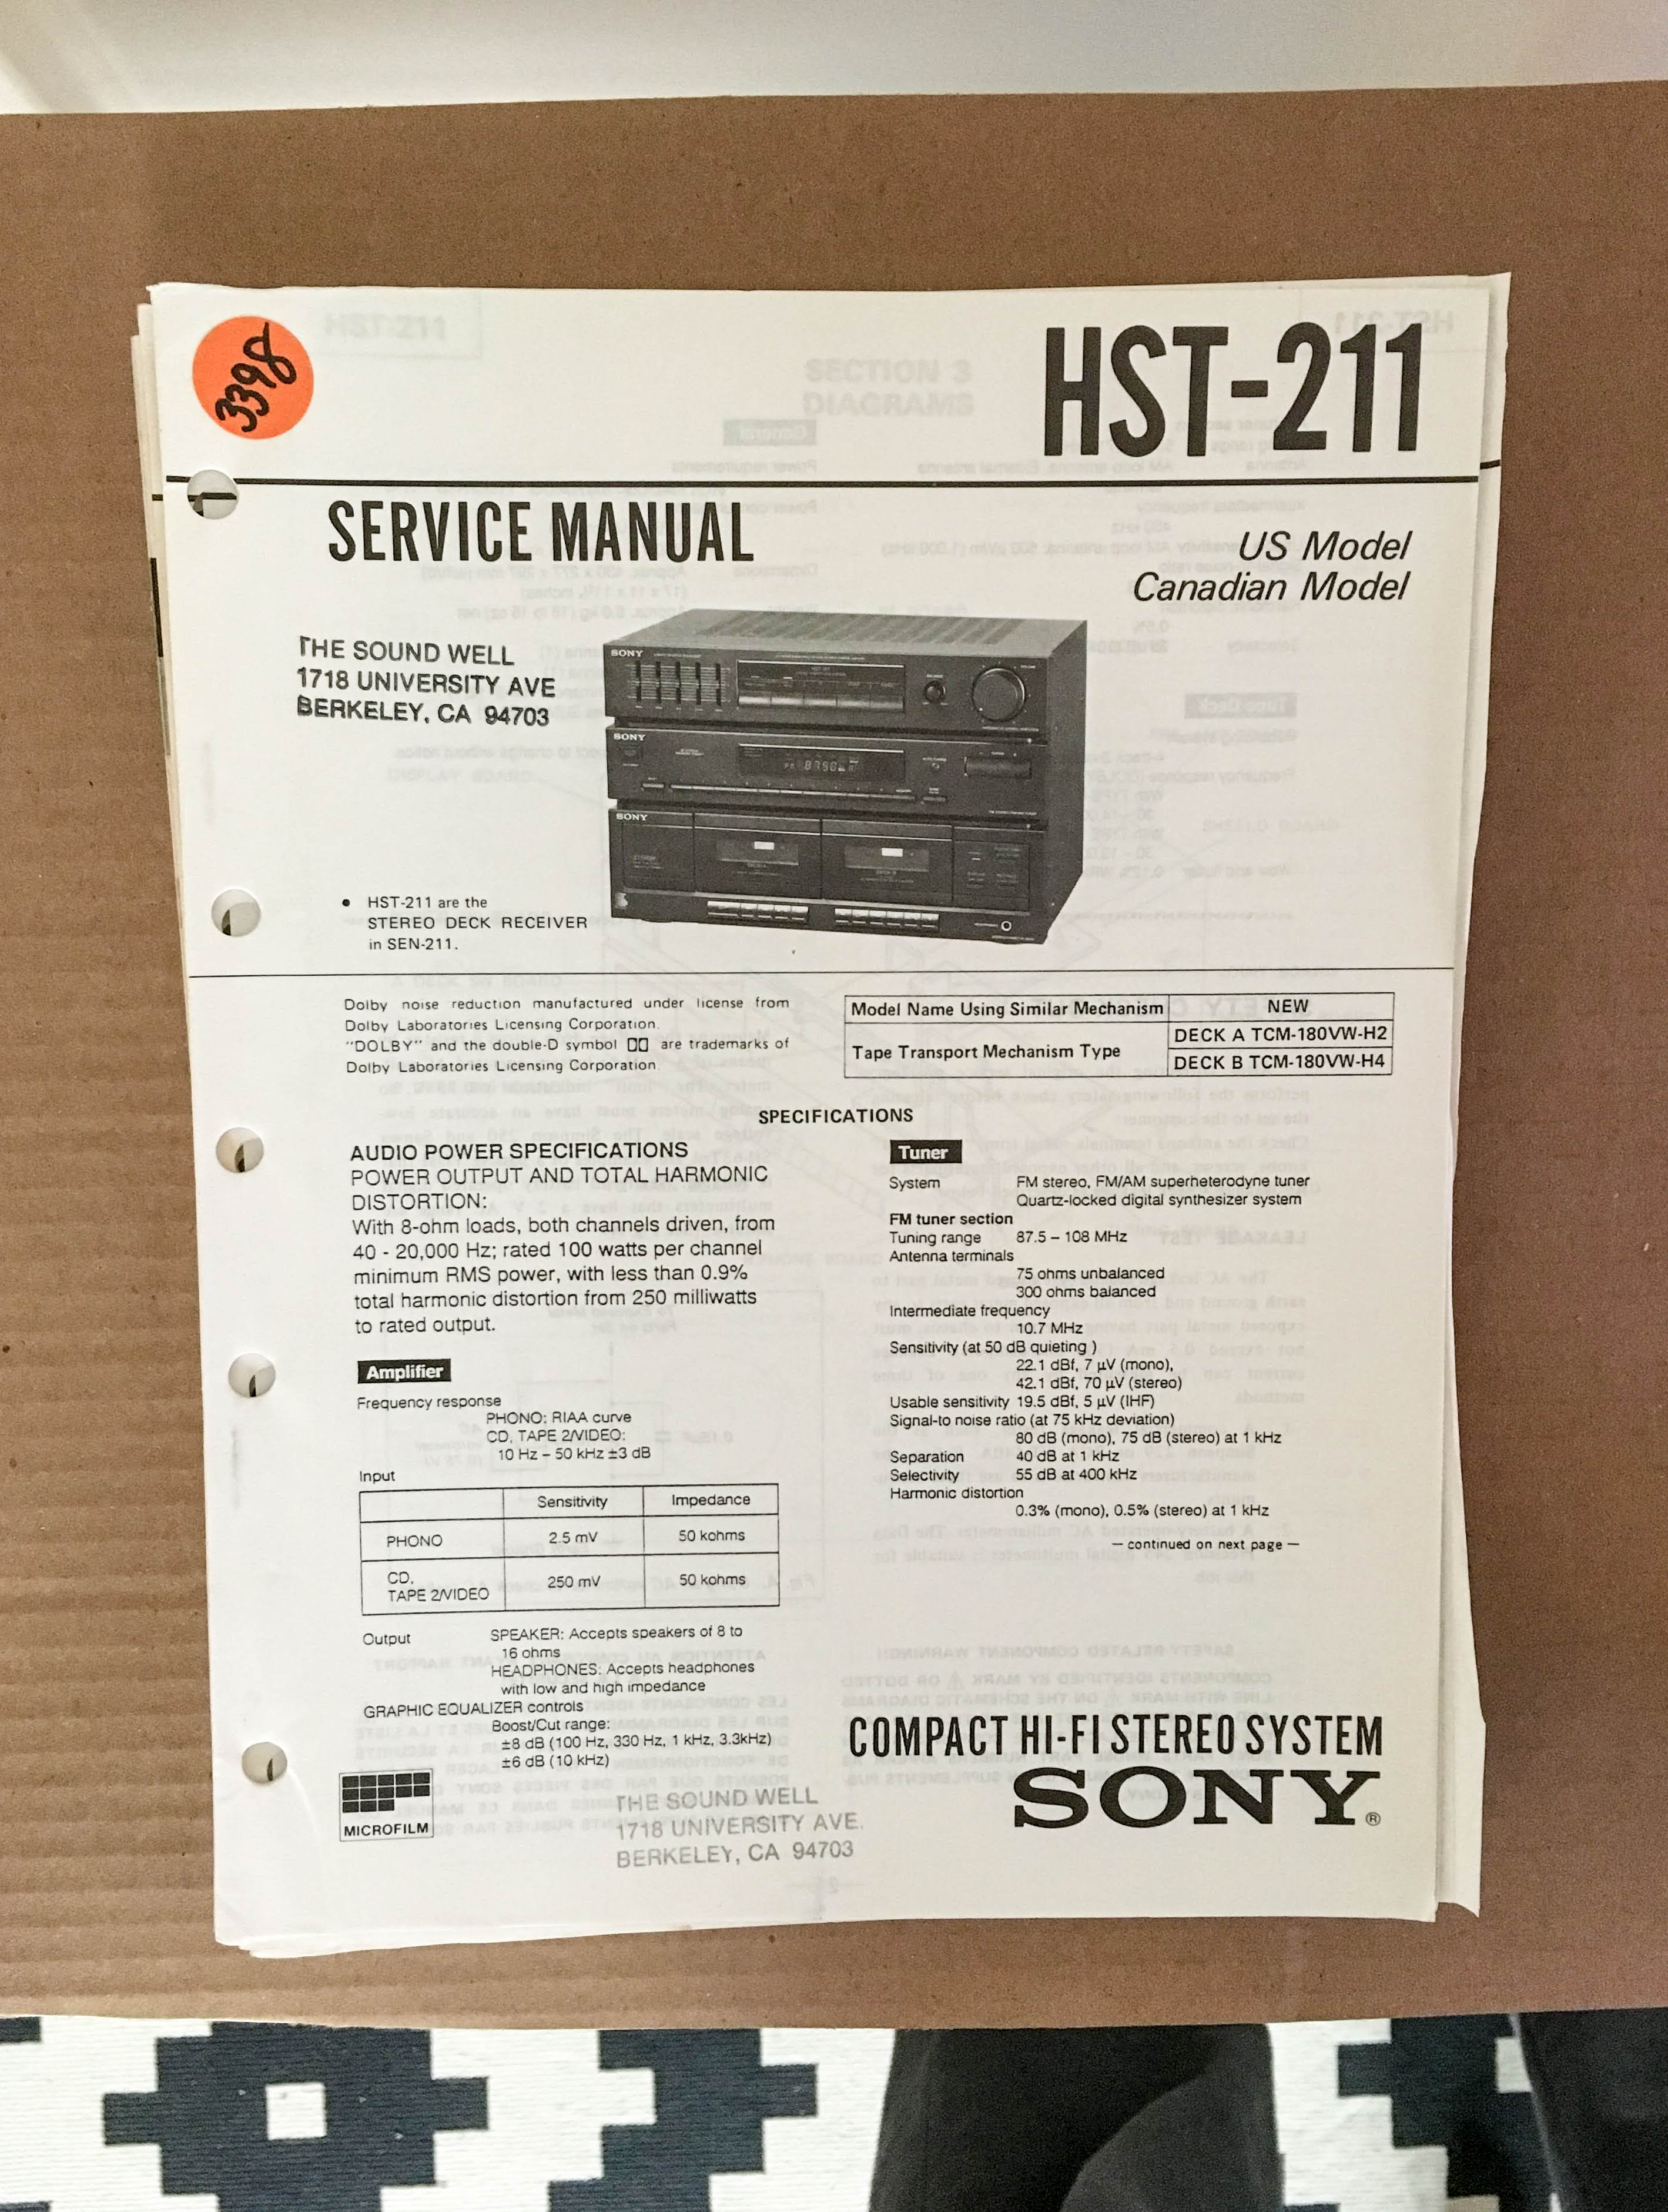 3398
HST-211
SERVICE MANUAL
US Model
Canadian Model
THE SOUND WELL
1718 UNIVERSITY AVE
BERKELEY, CA 94703
SONY
SONY
SONY
• HST-211 are the
STEREO DECK RECEIVER
in SEN-211.
Dolby noise reduction manufactured under license from
Dolby Laboratories Licensing Corporation.
"DOLBY" and the double-D symbol are trademarks of
Dolby Laboratories Licensing Corporation.
Model Name Using Similar Mechanism NEW
Tape Transport Mechanism Type DECK A TCM-180VW-H2
DECK B TCM-180VW-H4
SPECIFICATIONS
AUDIO POWER SPECIFICATIONS
POWER OUTPUT AND TOTAL HARMONIC
DISTORTION:
With 8-ohm loads, both channels driven, from
40 - 20,000 Hz; rated 100 watts per channel
minimum RMS power, with less than 0.9%
total harmonic distortion from 250 milliwatts
to rated output.
Amplifier
Frequency response
PHONO: RIAA curve
CD, TAPE 2/VIDEO:
10 Hz – 50 kHz ±3 dB
Input
Sensitivity Impedance
PHONO 2.5 mV 50 kohms
CD,
TAPE 2/VIDEO 250 mV 50 kohms
Output SPEAKER: Accepts speakers of 8 to
16 ohms
HEADPHONES: Accepts headphones
with low and high impedance
GRAPHIC EQUALIZER controls
Boost/Cut range:
±8 dB (100 Hz, 330 Hz, 1 kHz, 3.3kHz)
±6 dB (10 kHz)
Tuner
System FM stereo, FM/AM superheterodyne tuner
Quartz-locked digital synthesizer system
FM tuner section
Tuning range 87.5 – 108 MHz
Antenna terminals
75 ohms unbalanced
300 ohms balanced
Intermediate frequency
10.7 MHz
Sensitivity (at 50 dB quieting )
22.1 dBf, 7 µV (mono),
42.1 dBf, 70 µV (stereo)
Usable sensitivity 19.5 dBf, 5 µV (IHF)
Signal-to noise ratio (at 75 kHz deviation)
80 dB (mono), 75 dB (stereo) at 1 kHz
Separation 40 dB at 1 kHz
Selectivity 55 dB at 400 kHz
Harmonic distortion
0.3% (mono), 0.5% (stereo) at 1 kHz
— continued on next page —
MICROFILM
THE SOUND WELL
1718 UNIVERSITY AVE.
BERKELEY, CA 94703
COMPACT HI-FI STEREO SYSTEM
SONY®